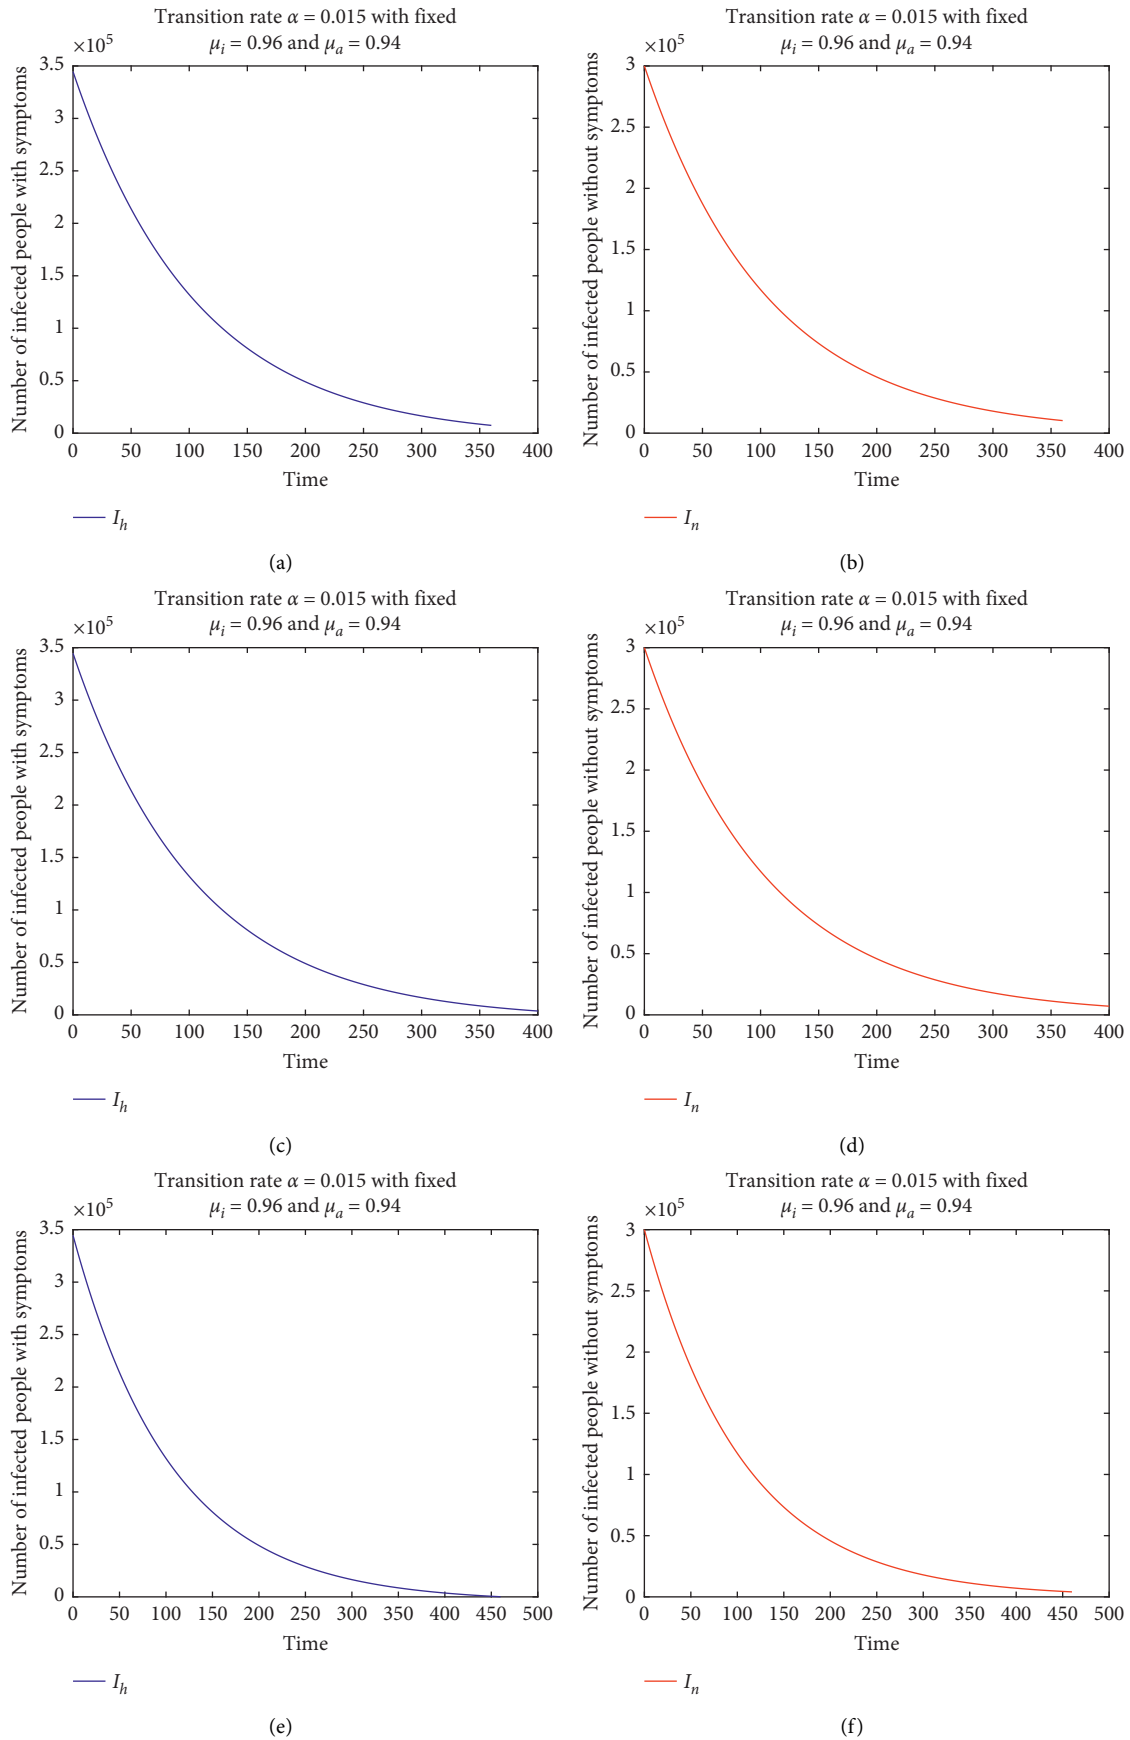 Transition rate α = 0.015 with fixed
μi = 0.96 and μa = 0.94
×10⁵
3.5
3
2.5
2
1.5
1
0.5
0
Number of infected people with symptoms
0 50 100 150 200 250 300 350 400
Time
Ih
(a)
Transition rate α = 0.015 with fixed
μi = 0.96 and μa = 0.94
×10⁵
3
2.5
2
1.5
1
0.5
0
Number of infected people without symptoms
0 50 100 150 200 250 300 350 400
Time
In
(b)
Transition rate α = 0.015 with fixed
μi = 0.96 and μa = 0.94
×10⁵
3.5
3
2.5
2
1.5
1
0.5
0
Number of infected people with symptoms
0 50 100 150 200 250 300 350 400
Time
Ih
(c)
Transition rate α = 0.015 with fixed
μi = 0.96 and μa = 0.94
×10⁵
3
2.5
2
1.5
1
0.5
0
Number of infected people without symptoms
0 50 100 150 200 250 300 350 400
Time
In
(d)
Transition rate α = 0.015 with fixed
μi = 0.96 and μa = 0.94
×10⁵
3.5
3
2.5
2
1.5
1
0.5
0
Number of infected people with symptoms
0 50 100 150 200 250 300 350 400 450 500
Time
Ih
(e)
Transition rate α = 0.015 with fixed
μi = 0.96 and μa = 0.94
×10⁵
3
2.5
2
1.5
1
0.5
0
Number of infected people without symptoms
0 50 100 150 200 250 300 350 400 450 500
Time
In
(f)